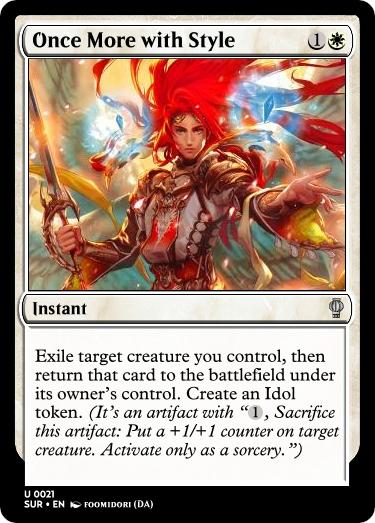 Once More with Style 1
Instant
Exile target creature you control, then
return that card to the battlefield under
its owner's control. Create an Idol
token. (It's an artifact with “1, Sacrifice
this artifact: Put a +1/+1 counter on target
creature. Activate only as a sorcery.”)
U 0021
SUR • EN FOOMIDORI (DA)